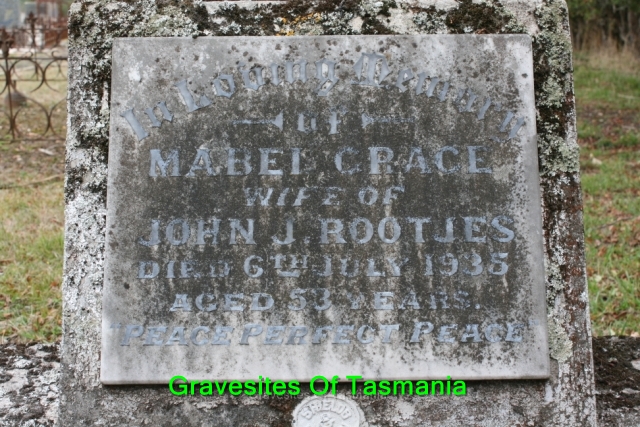 In Loving Memory
of
MABEL GRACE
WIFE OF
JOHN J. ROOTJES
DIED 6TH JULY 1935
AGED 53 YEARS.
"PEACE PERFECT PEACE"
Gravesites Of Tasmania